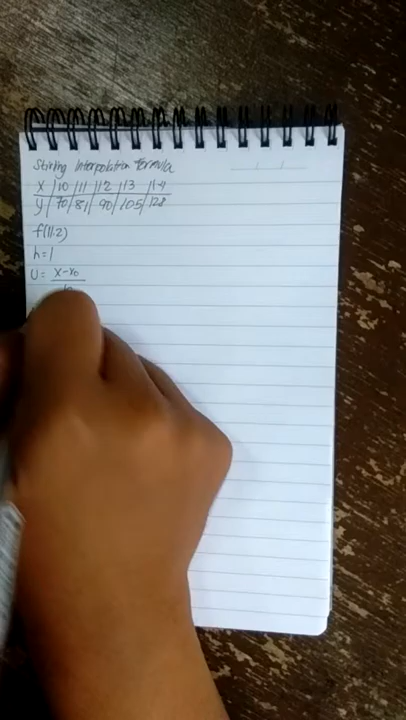 Stirling Interpolation Formula
X | 10 | 11 | 12 | 13 | 14
y | 70 | 81 | 90 | 105 | 128
f(11.2)
h = 1
U = x-x₀
h